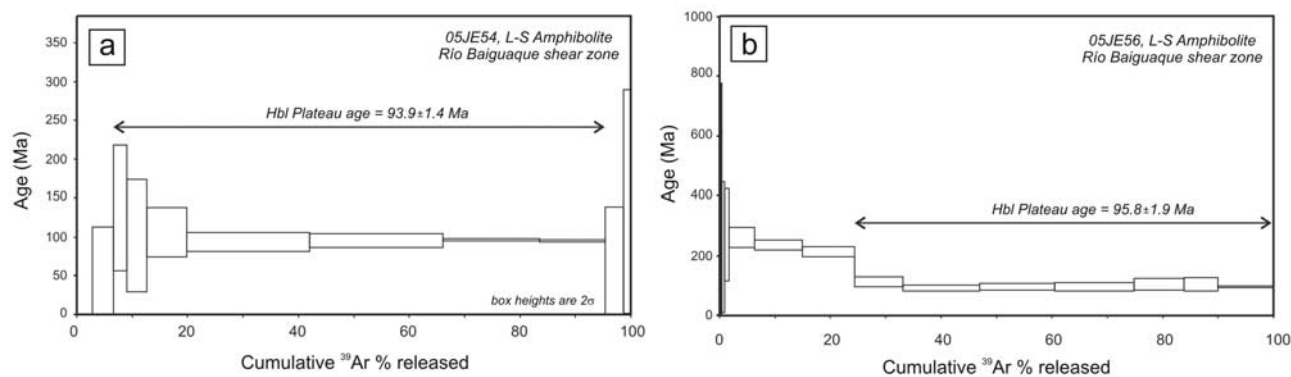 a
05JE54, L-S Amphibolite
Río Baiguaque shear zone
Hbl Plateau age = 93.9±1.4 Ma
box heights are 2σ
Age (Ma)
350
300
250
200
150
100
50
0
0 20 40 60 80 100
Cumulative ³⁹Ar % released
b
05JE56, L-S Amphibolite
Río Baiguaque shear zone
Hbl Plateau age = 95.8±1.9 Ma
Age (Ma)
1000
800
600
400
200
0
0 20 40 60 80 100
Cumulative ³⁹Ar % released